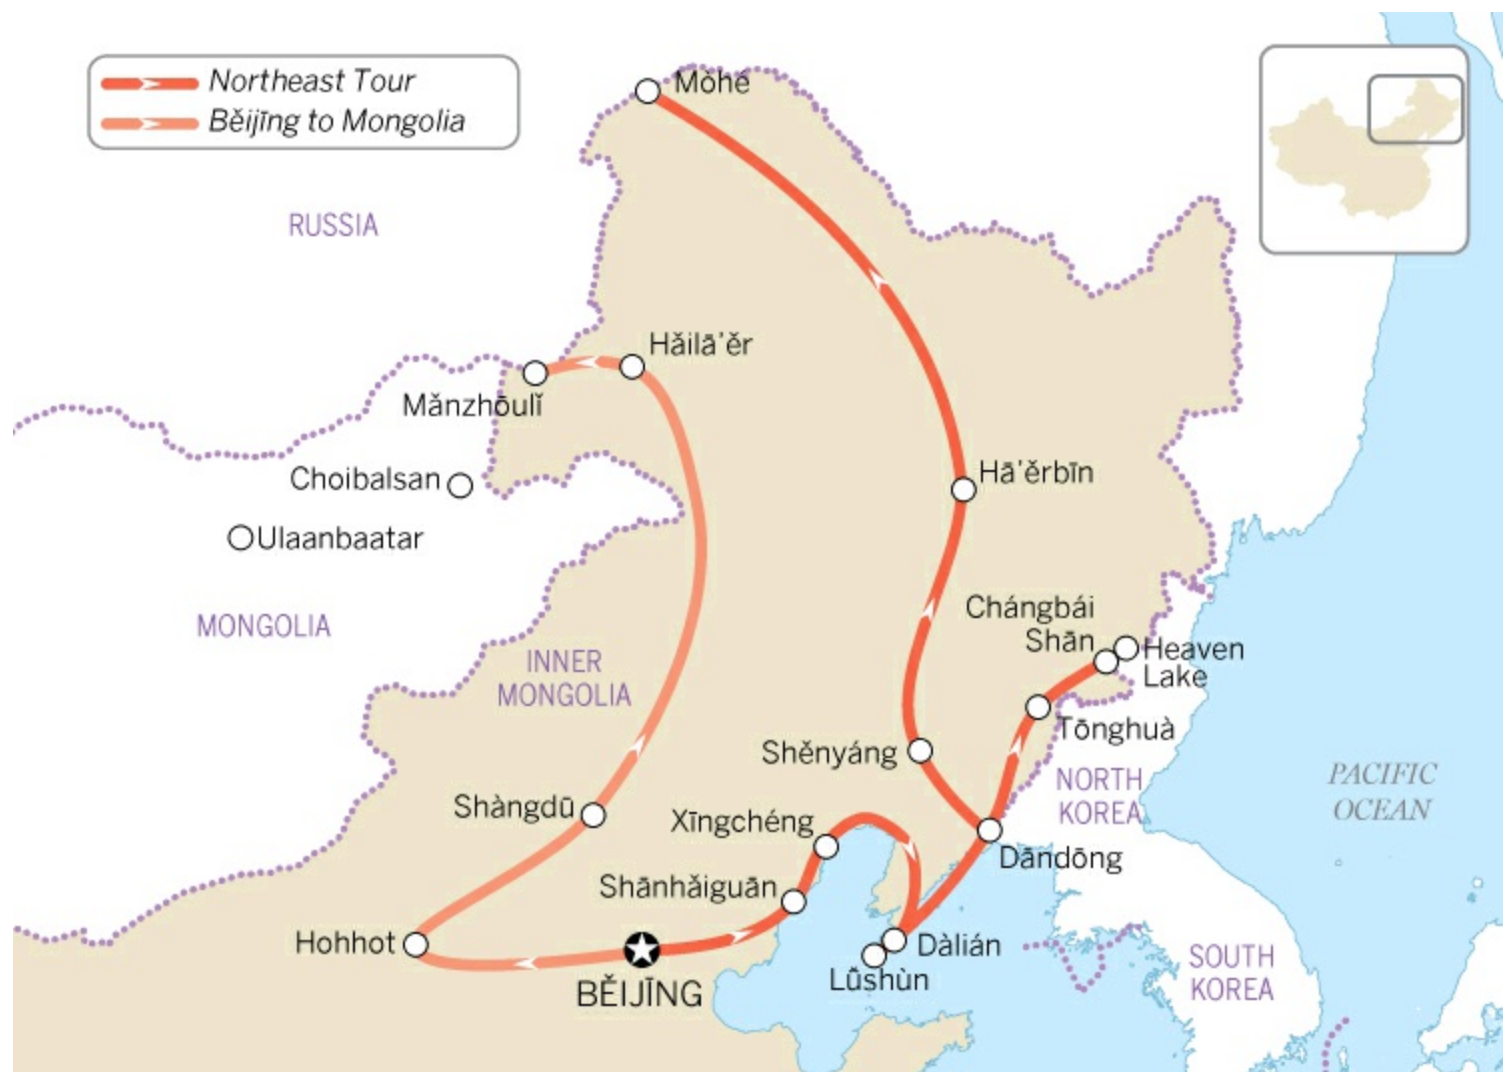 Northeast Tour
Běijīng to Mongolia
Mòhé
RUSSIA
Hǎilā'ěr
Mǎnzhōulǐ
Choibalsan
Hā'ěrbīn
Ulaanbaatar
MONGOLIA
Chángbái
Shān
Heaven
Lake
INNER
MONGOLIA
Tōnghuà
Shěnyáng
NORTH
KOREA
PACIFIC
OCEAN
Shàngdū
Xīngchéng
Dāndōng
Shānhǎiguān
Hohhot
Dàlián
SOUTH
KOREA
Lǚshùn
BĚIJĪNG